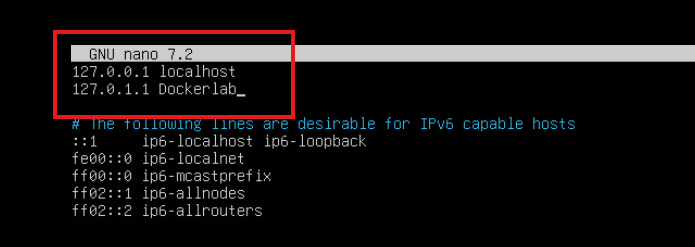 GNU nano 7.2
127.0.0.1 localhost
127.0.1.1 Dockerlab_
# The following lines are desirable for IPv6 capable hosts
::1     ip6-localhost ip6-loopback
fe00::0 ip6-localnet
ff00::0 ip6-mcastprefix
ff02::1 ip6-allnodes
ff02::2 ip6-allrouters